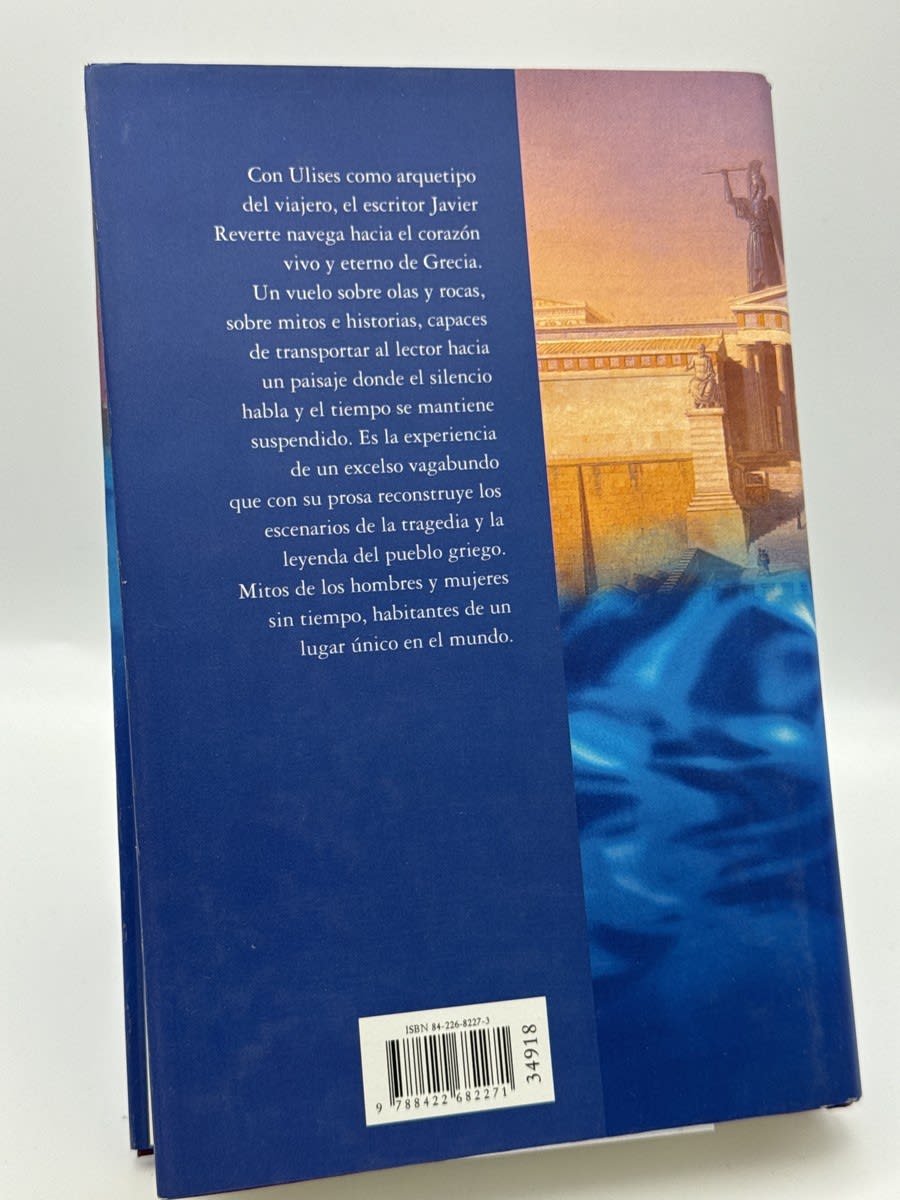 Con Ulises como arquetipo
del viajero, el escritor Javier
Reverte navega hacia el corazón
vivo y eterno de Grecia.
Un vuelo sobre olas y rocas,
sobre mitos e historias, capaces
de transportar al lector hacia
un paisaje donde el silencio
habla y el tiempo se mantiene
suspendido. Es la experiencia
de un excelso vagabundo
que con su prosa reconstruye los
escenarios de la tragedia y la
leyenda del pueblo griego.
Mitos de los hombres y mujeres
sin tiempo, habitantes de un
lugar único en el mundo.
ISBN 84-226-8227-3
9 788422 682271
34918